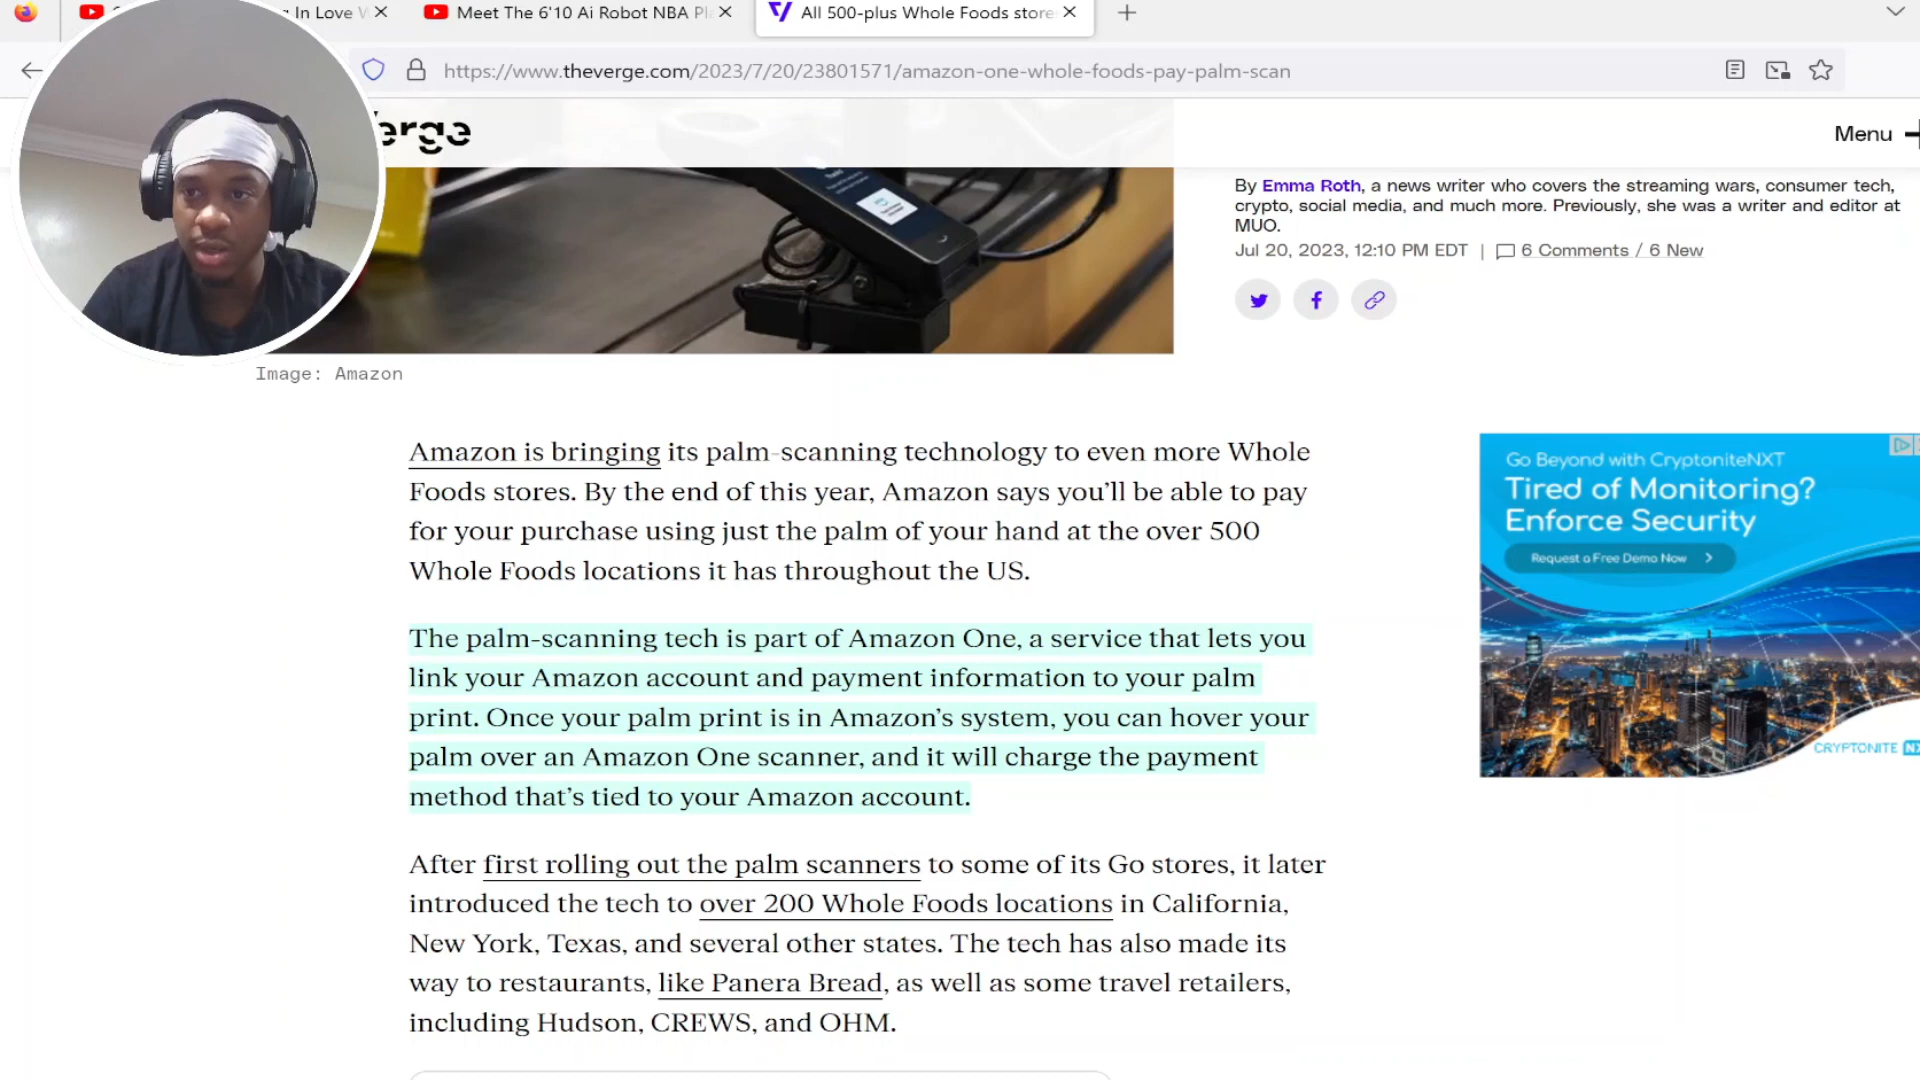 In Love
Meet The 6'10 Ai Robot NBA
All 500-plus Whole Foods store
https://www.theverge.com/2023/7/20/23801571/amazon-one-whole-foods-pay-palm-scan
erge
Menu
By Emma Roth, a news writer who covers the streaming wars, consumer tech,
crypto, social media, and much more. Previously, she was a writer and editor at
MUO.
Jul 20, 2023, 12:10 PM EDT | 6 Comments / 6 New
Image: Amazon
Amazon is bringing its palm-scanning technology to even more Whole
Foods stores. By the end of this year, Amazon says you’ll be able to pay
for your purchase using just the palm of your hand at the over 500
Whole Foods locations it has throughout the US.
The palm-scanning tech is part of Amazon One, a service that lets you
link your Amazon account and payment information to your palm
print. Once your palm print is in Amazon’s system, you can hover your
palm over an Amazon One scanner, and it will charge the payment
method that’s tied to your Amazon account.
After first rolling out the palm scanners to some of its Go stores, it later
introduced the tech to over 200 Whole Foods locations in California,
New York, Texas, and several other states. The tech has also made its
way to restaurants, like Panera Bread, as well as some travel retailers,
including Hudson, CREWS, and OHM.
Go Beyond with CryptoniteNXT
Tired of Monitoring?
Enforce Security
Request a Free Demo Now
CRYPTONITE